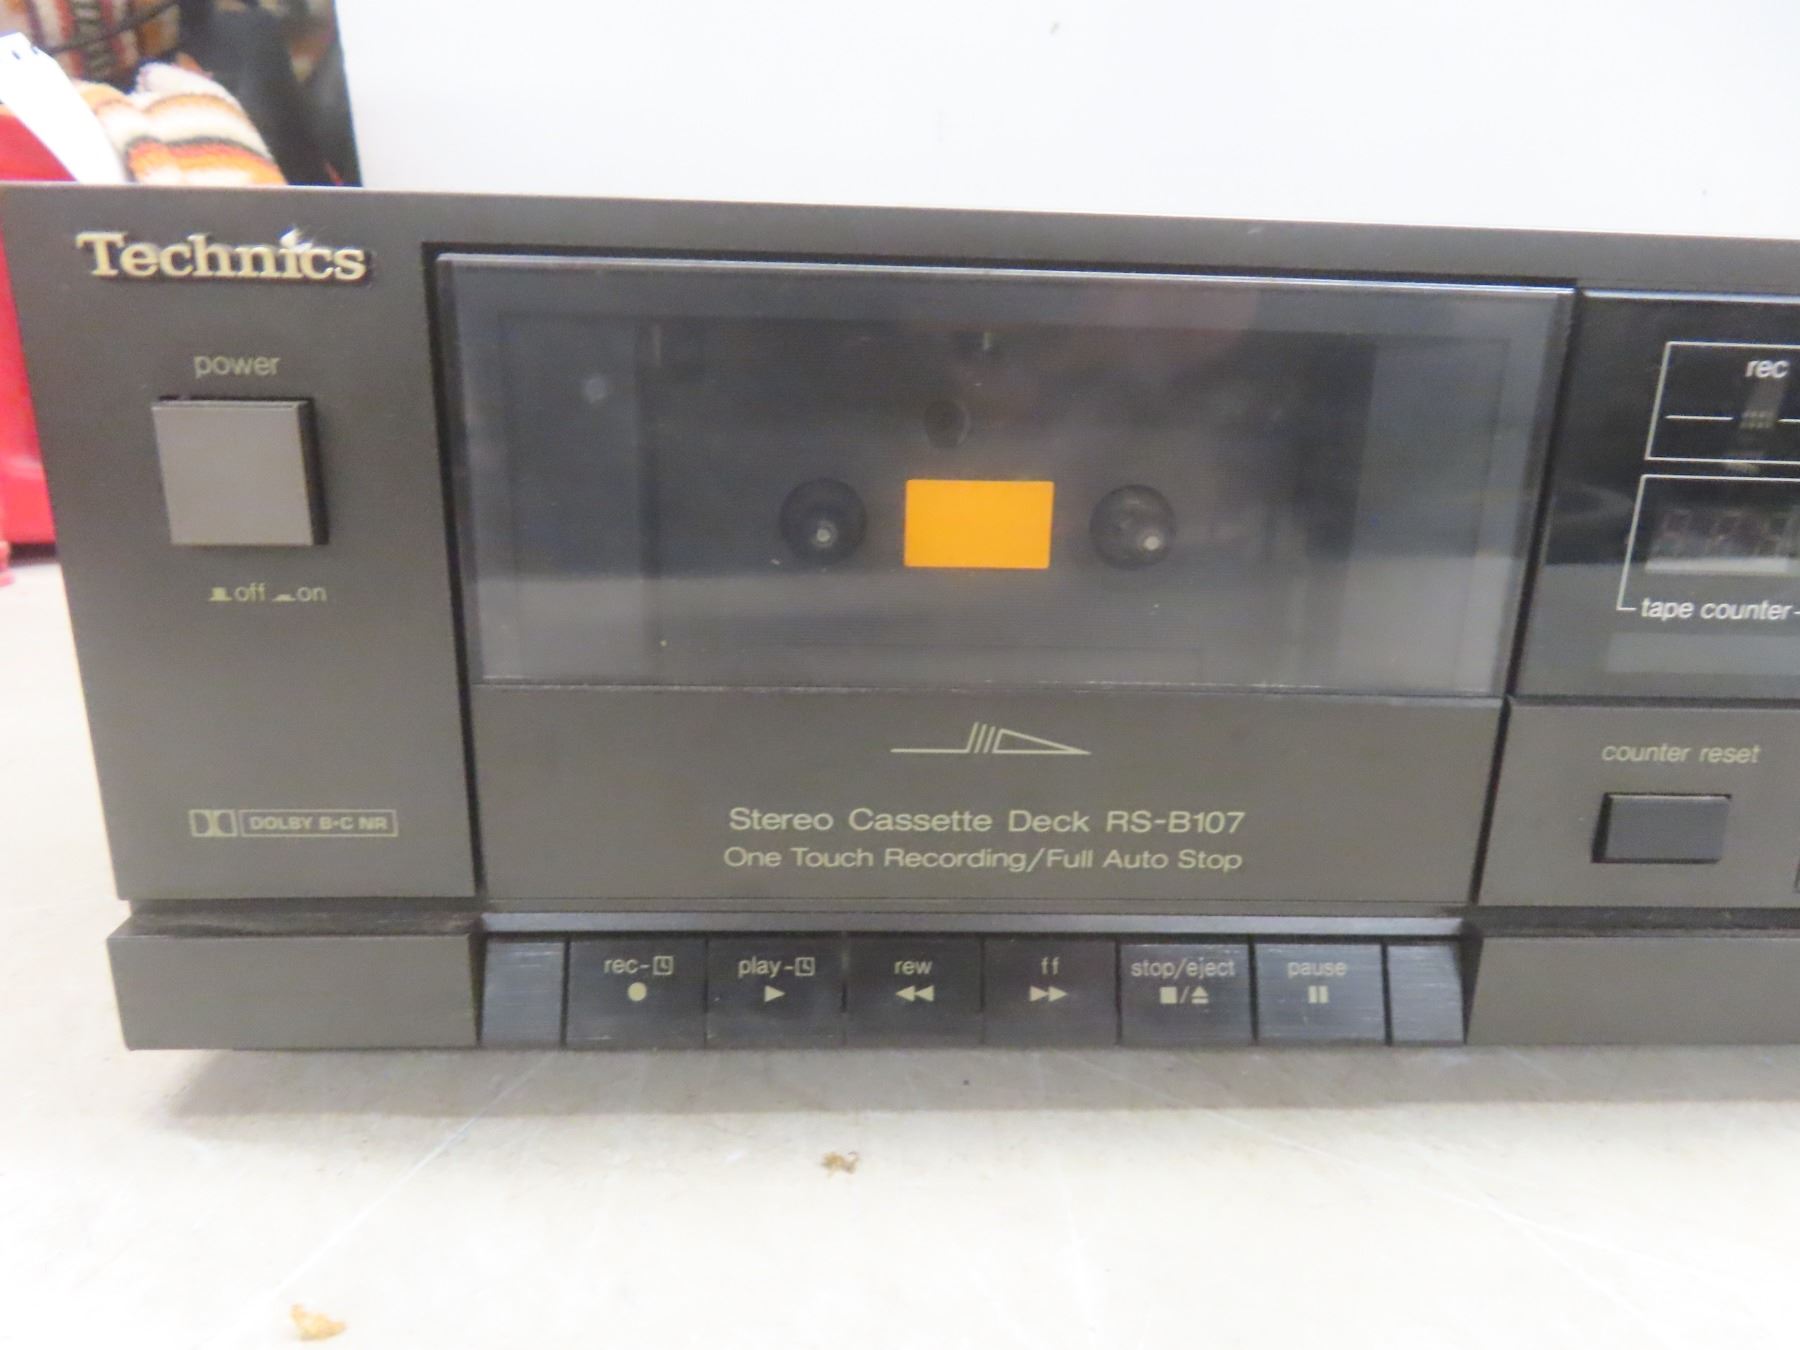 Technics
power
off on
DOLBY B·C NR
Stereo Cassette Deck RS-B107
One Touch Recording/Full Auto Stop
rec
tape counter
counter reset
rec- play- rew ff stop/eject pause